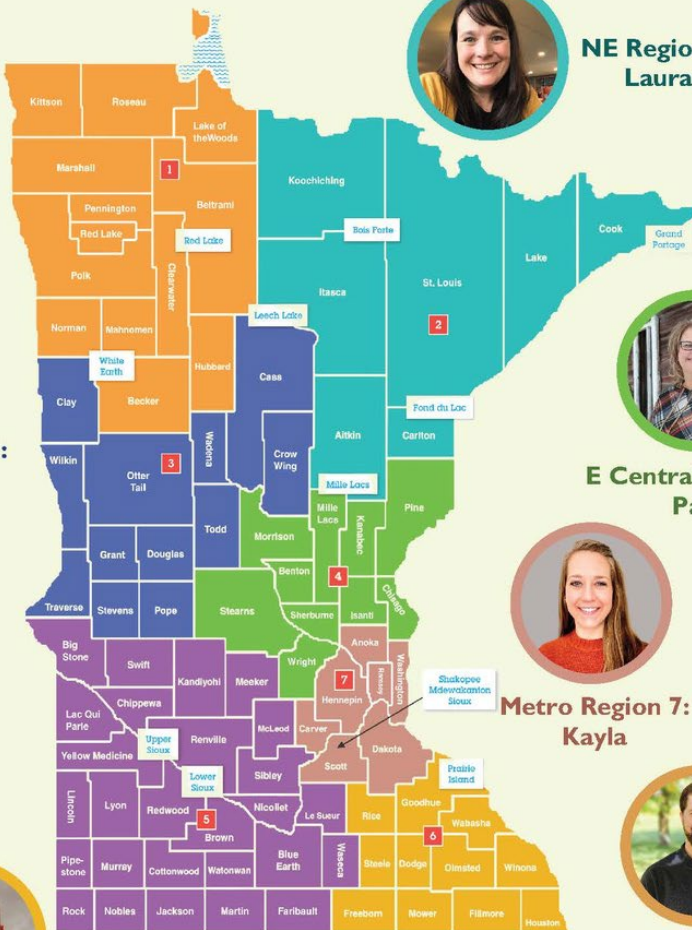 NE Regio
Laura
Kittson
Roseau
Lake of
theWoods
Marshall
1
Koochiching
Pennington
Beltrami
Red Lake
Red Lake
Bois Forte
Cook
Grand
Portage
Lake
Polk
Clearwater
Itasca
St. Louis
Leech Lake
2
Norman
Mahnomen
White
Earth
Hubbard
Cass
Clay
Becker
Fond du Lac
Aitkin
Carlton
:
Wilkin
Otter
Tail
3
Wadena
Crow
Wing
E Centra
Pa
Mille Lacs
Mille
Lacs
Kanabec
Pine
Todd
Morrison
Grant
Douglas
Benton
4
Chisago
Traverse
Stevens
Pope
Stearns
Sherburne
Isanti
Big
Stone
Swift
Kandiyohi
Meeker
Wright
Anoka
7
Ramsey
Washington
Hennepin
Shakopee
Mdewakanton
Sioux
Metro Region 7:
Kayla
Chippewa
Lac Qui
Parle
McLeod
Carver
Upper
Sioux
Renville
Dakota
Yellow Medicine
Scott
Prairie
Island
Lower
Sioux
Sibley
Lincoln
Lyon
Redwood
5
Nicollet
Le Sueur
Rice
Goodhue
Wabasha
Brown
6
Pipe-
stone
Murray
Cottonwood
Watonwan
Blue
Earth
Waseca
Steele
Dodge
Olmsted
Winona
Rock
Nobles
Jackson
Martin
Faribault
Freeborn
Mower
Fillmore
Houston